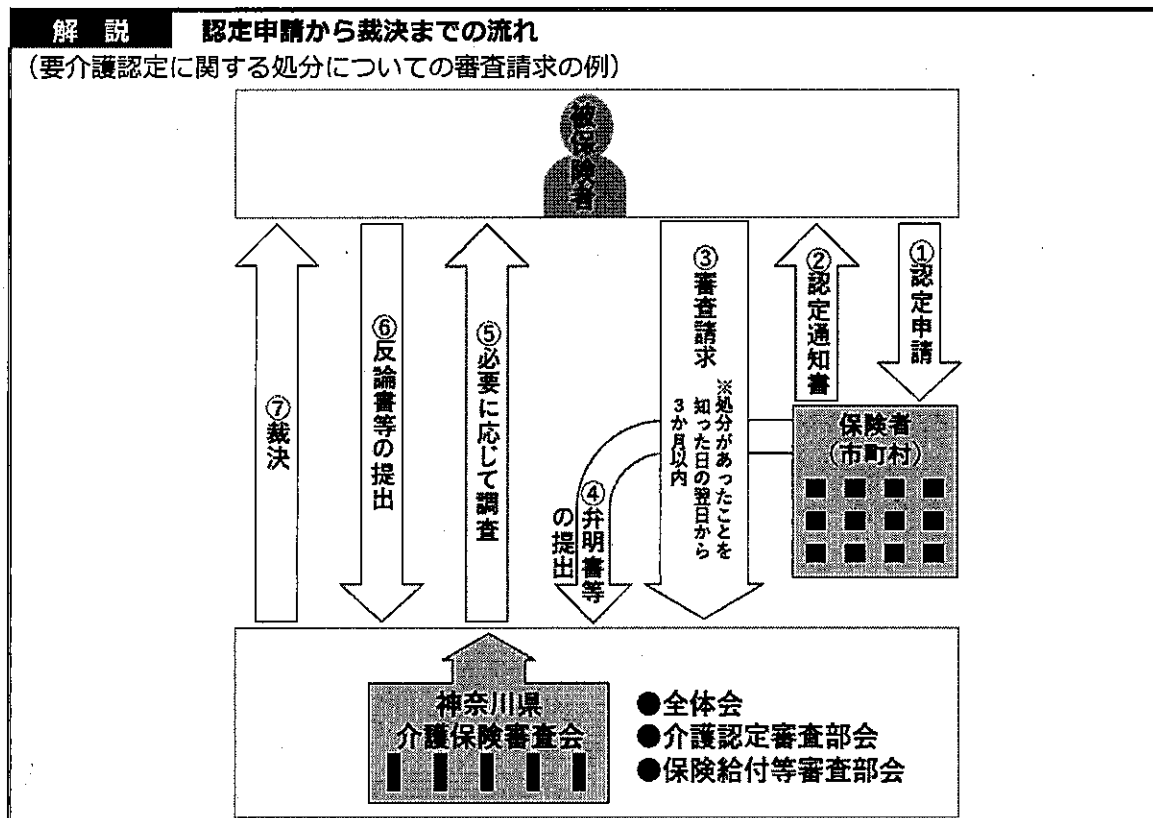 解 説 認定申請から裁決までの流れ
（要介護認定に関する処分についての審査請求の例）
被保険者
①認定申請
②認定通知書
③審査請求
※処分があったことを
知った日の翌日から
３か月以内
保険者
（市町村）
④弁明書等
の提出
⑤必要に応じて調査
⑥反論書等の提出
⑦裁決
神奈川県
介護保険審査会
●全体会
●介護認定審査部会
●保険給付等審査部会